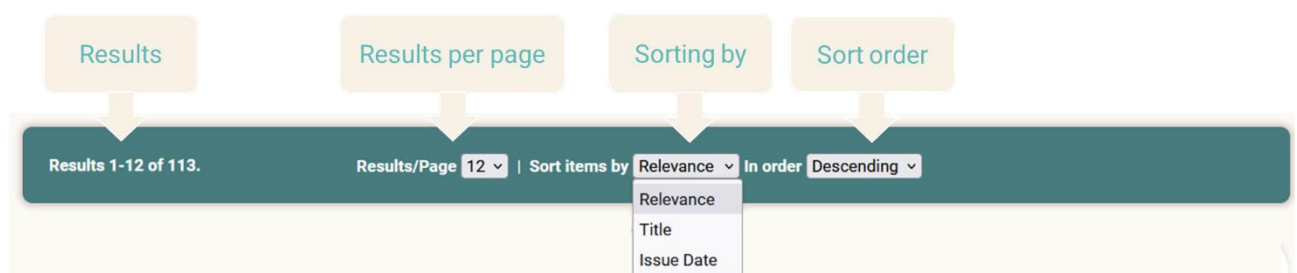 Results Results per page Sorting by Sort order
Results 1-12 of 113. Results/Page 12 | Sort items by Relevance In order Descending
Relevance
Title
Issue Date